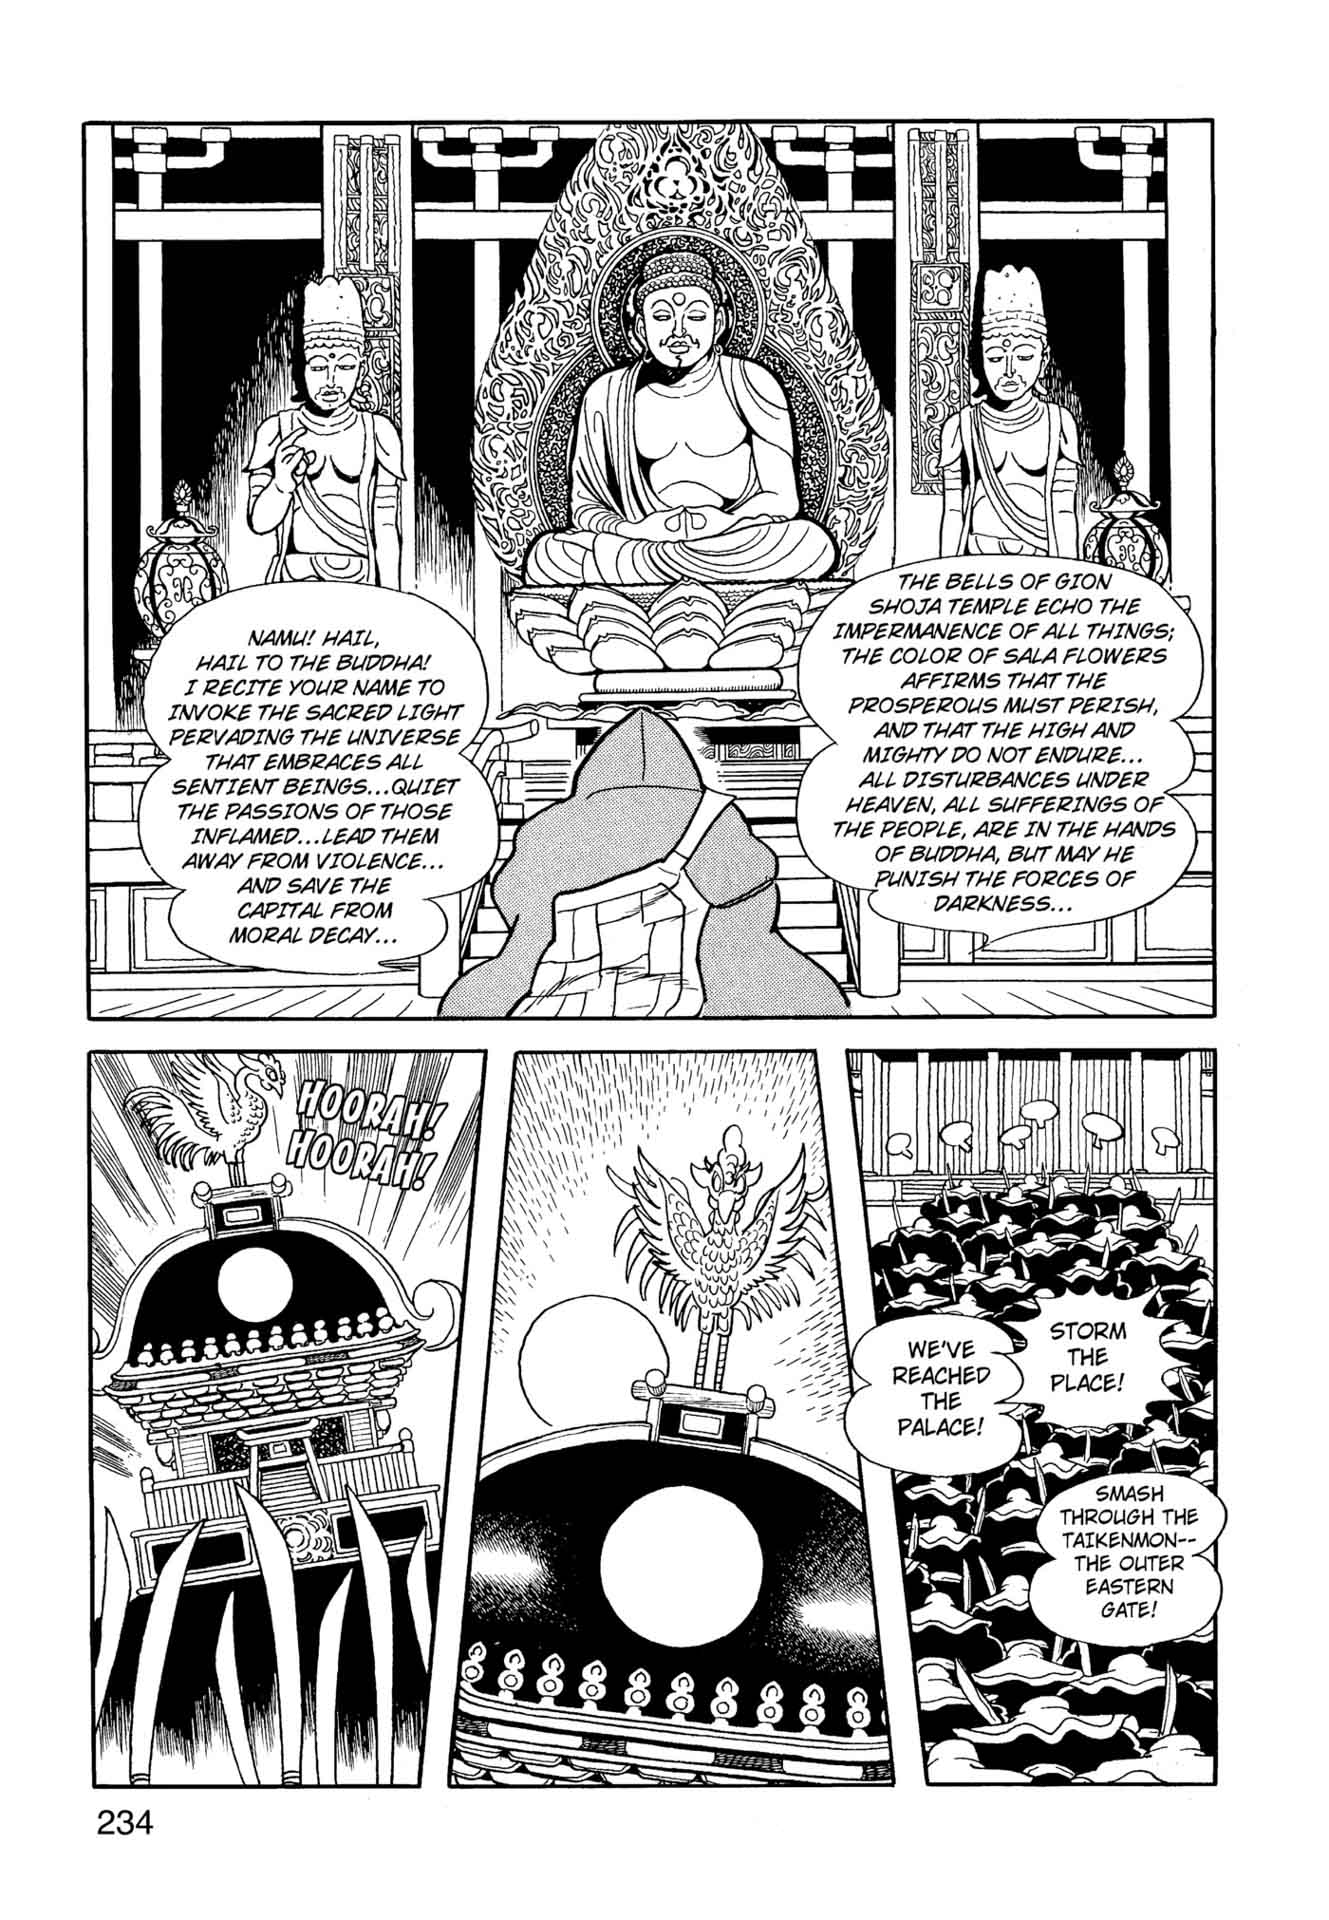 NAMU! HAIL,
HAIL TO THE BUDDHA!
I RECITE YOUR NAME TO
INVOKE THE SACRED LIGHT
PERVADING THE UNIVERSE
THAT EMBRACES ALL
SENTIENT BEINGS...QUIET
THE PASSIONS OF THOSE
INFLAMED...LEAD THEM
AWAY FROM VIOLENCE...
AND SAVE THE
CAPITAL FROM
MORAL DECAY...
THE BELLS OF GION
SHOJA TEMPLE ECHO THE
IMPERMANENCE OF ALL THINGS;
THE COLOR OF SALA FLOWERS
AFFIRMS THAT THE
PROSPEROUS MUST PERISH,
AND THAT THE HIGH AND
MIGHTY DO NOT ENDURE...
ALL DISTURBANCES UNDER
HEAVEN, ALL SUFFERINGS OF
THE PEOPLE, ARE IN THE HANDS
OF BUDDHA, BUT MAY HE
PUNISH THE FORCES OF
DARKNESS...
HOORAH!
HOORAH!
WE'VE
REACHED
THE
PALACE!
STORM
THE
PLACE!
SMASH
THROUGH THE
TAIKENMON--
THE OUTER
EASTERN
GATE!
234